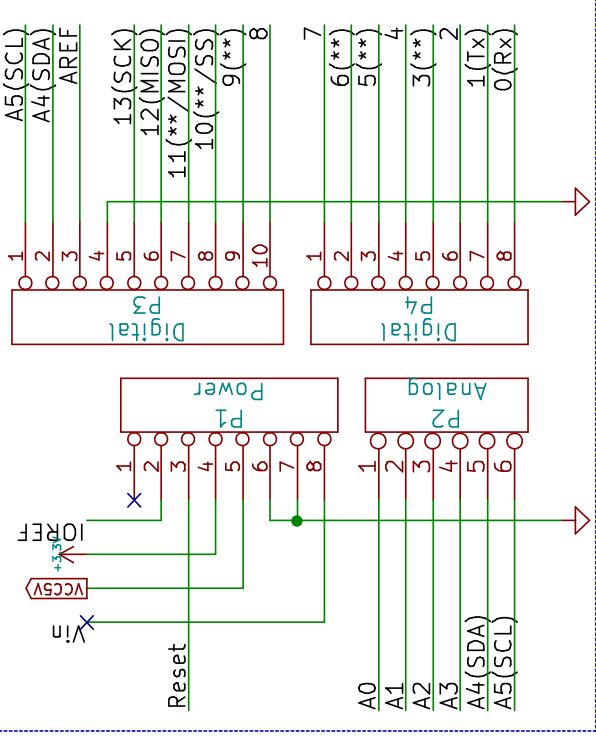 A5(SCL)
A4(SDA)
AREF
13(SCK)
12(MISO)
11(**/MOSI)
10(**/SS)
9(**)
8
7
6(**)
5(**)
4
3(**)
2
1(Tx)
0(Rx)
1 2 3 4 5 6 7 8 9 10
P3
Digital
1 2 3 4 5 6 7 8
P4
Digital
Power
P1
1 2 3 4 5 6 7 8
Analog
P2
1 2 3 4 5 6
IOREF
+3.3V
VCC5V
Vin
Reset
A0
A1
A2
A3
A4(SDA)
A5(SCL)